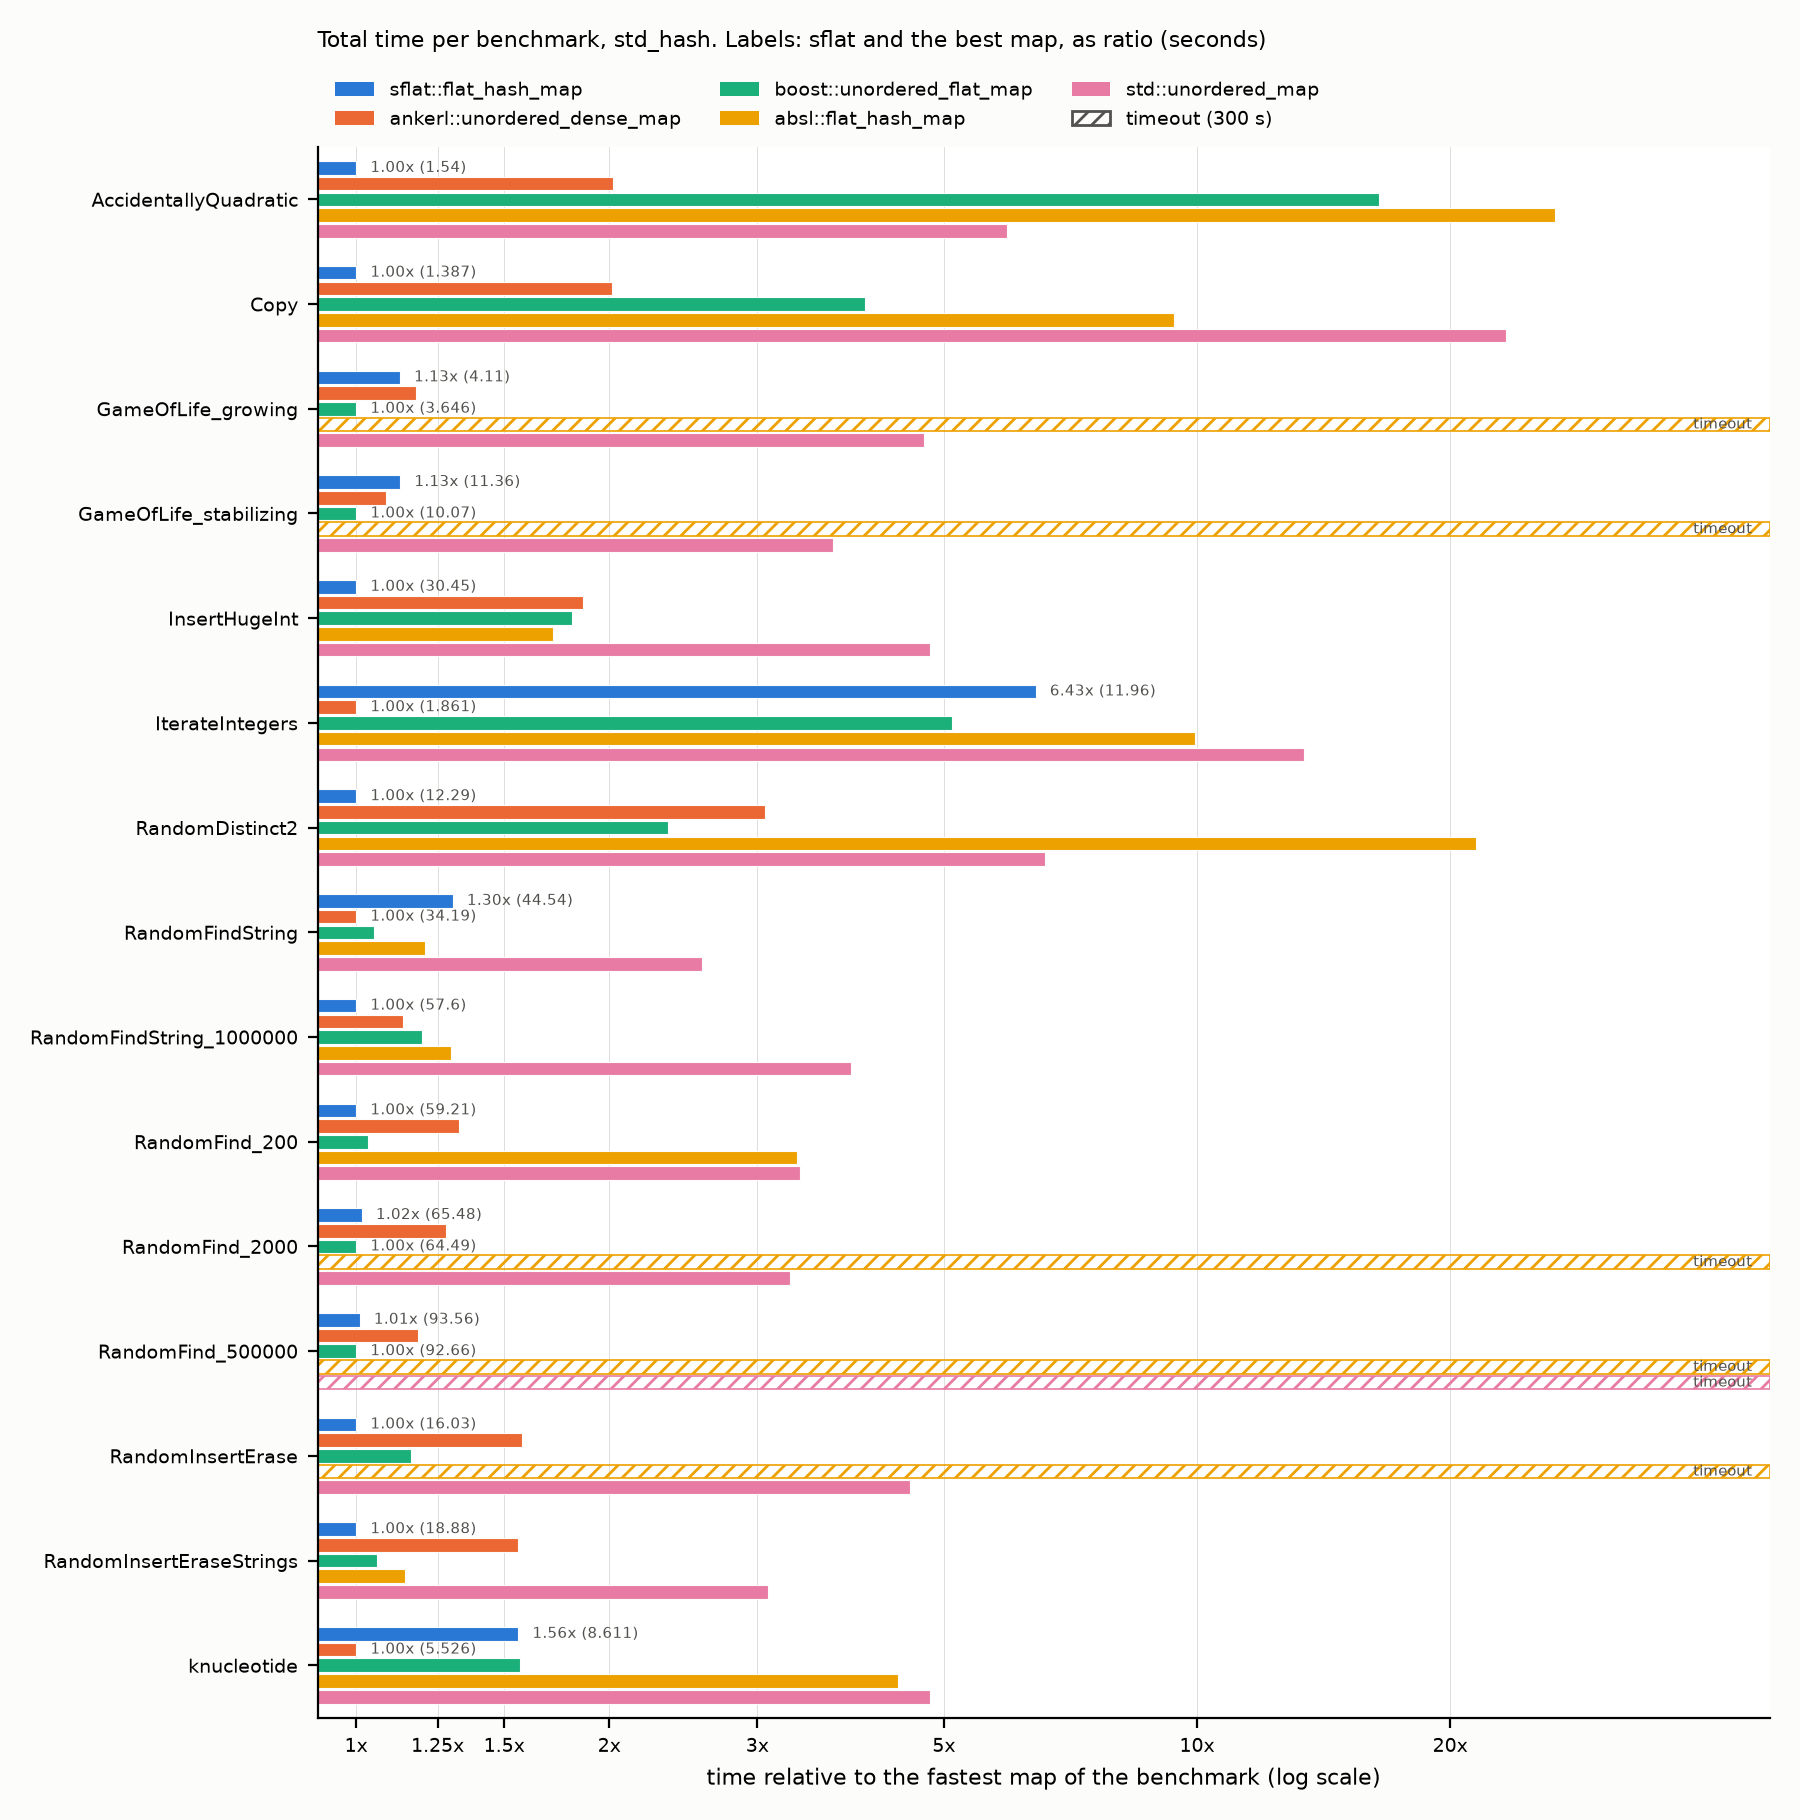 Total time per benchmark, std_hash. Labels: sflat and the best map, as ratio (seconds)
sflat::flat_hash_map
boost::unordered_flat_map
std::unordered_map
ankerl::unordered_dense_map
absl::flat_hash_map
timeout (300 s)
1.00x (1.54)
AccidentallyQuadratic
1.00x (1.387)
Copy
1.13x (4.11)
GameOfLife_growing
1.00x (3.646)
timeout
1.13x (11.36)
GameOfLife_stabilizing
1.00x (10.07)
timeout
1.00x (30.45)
InsertHugeInt
6.43x (11.96)
1.00x (1.861)
IterateIntegers
1.00x (12.29)
RandomDistinct2
1.30x (44.54)
1.00x (34.19)
RandomFindString
1.00x (57.6)
RandomFindString_1000000
1.00x (59.21)
RandomFind_200
1.02x (65.48)
RandomFind_2000
1.00x (64.49)
timeout
1.01x (93.56)
RandomFind_500000
1.00x (92.66)
timeout
timeout
1.00x (16.03)
RandomInsertErase
timeout
1.00x (18.88)
RandomInsertEraseStrings
1.56x (8.611)
1.00x (5.526)
knucleotide
1x 1.25x 1.5x 2x 3x 5x 10x 20x
time relative to the fastest map of the benchmark (log scale)